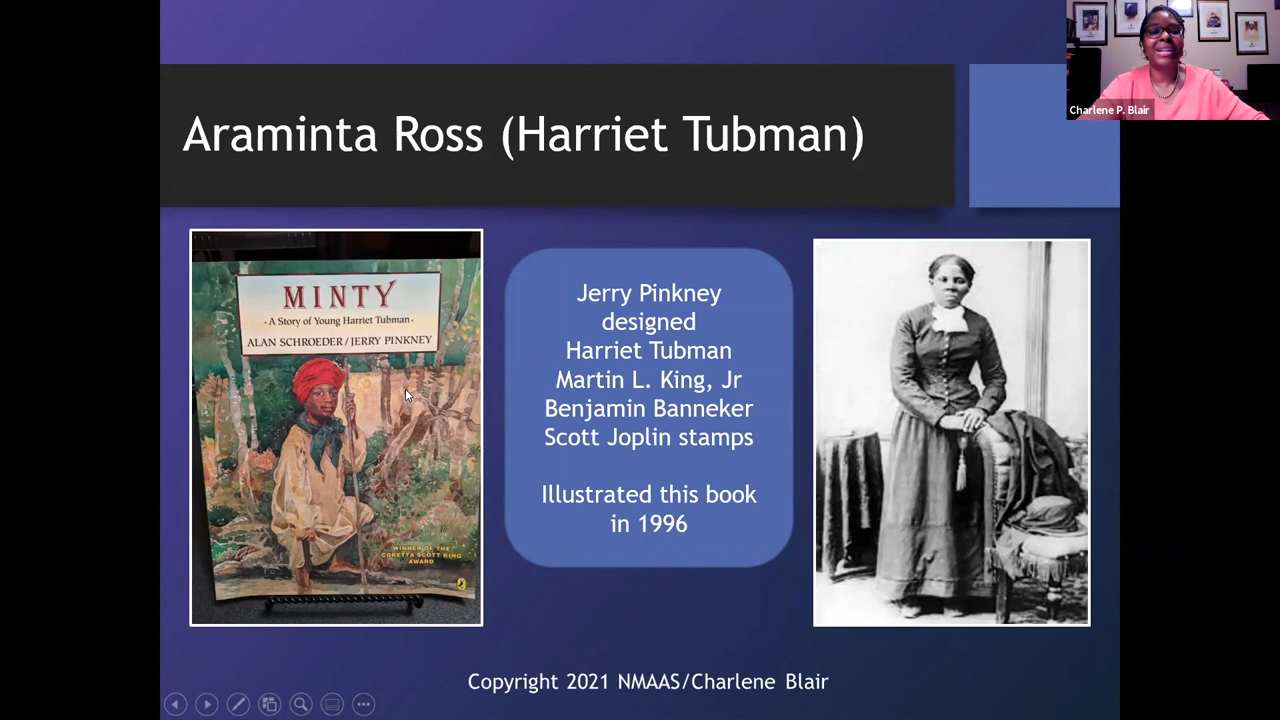 Araminta Ross (Harriet Tubman)
Charlene P. Blair
MINTY
- A Story of Young Harriet Tubman -
ALAN SCHROEDER / JERRY PINKNEY
WINNER OF THE
CORETTA SCOTT KING
AWARD
Jerry Pinkney
designed
Harriet Tubman
Martin L. King, Jr
Benjamin Banneker
Scott Joplin stamps
Illustrated this book
in 1996
Copyright 2021 NMAAS/Charlene Blair